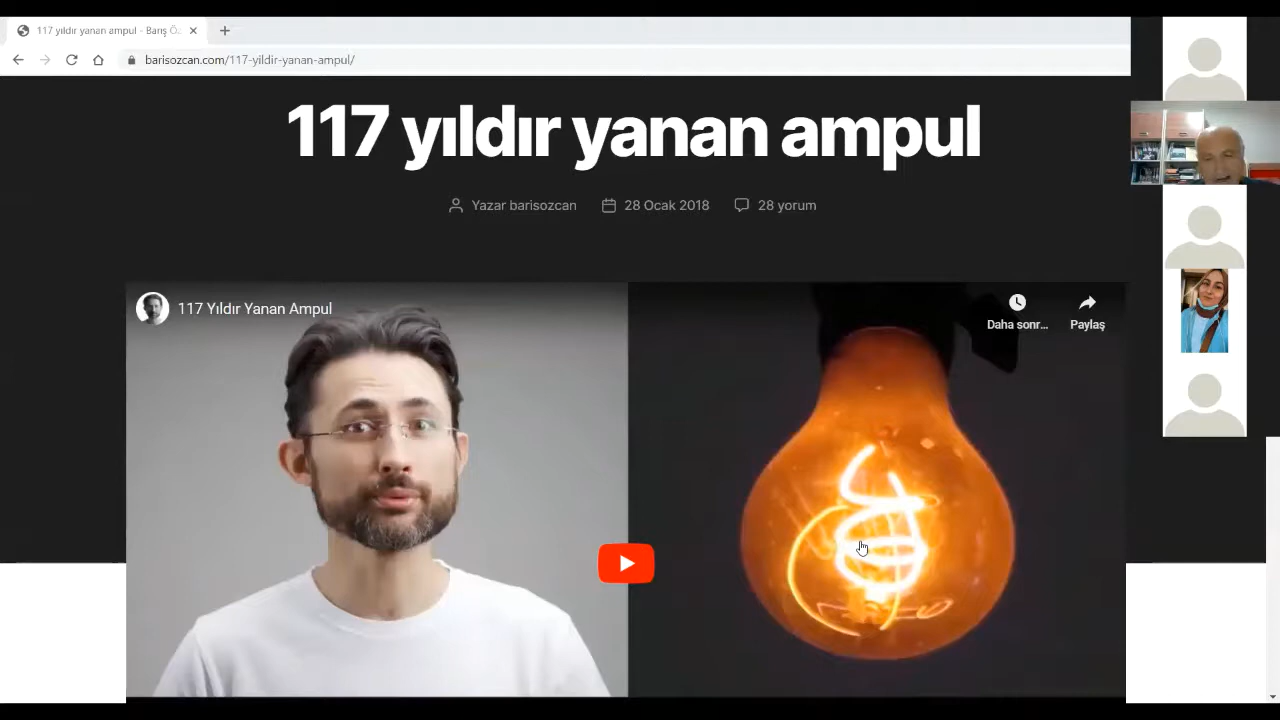 117 yıldır yanan ampul - Barış Ö...
barisozcan.com/117-yildir-yanan-ampul/
117 yıldır yanan ampul
Yazar barisozcan 28 Ocak 2018 28 yorum
117 Yıldır Yanan Ampul
Daha sonr... Paylaş